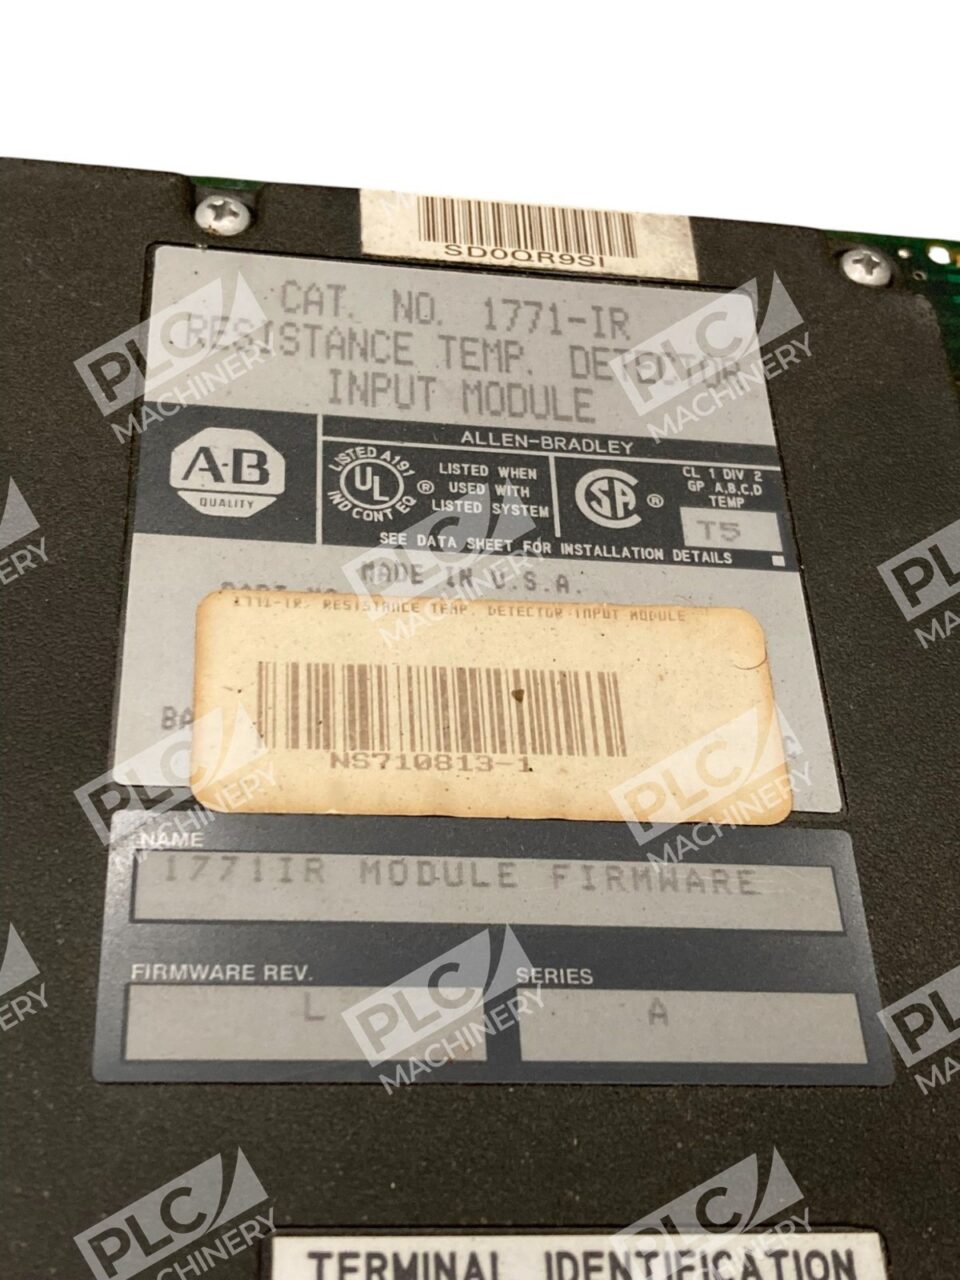 SD0QR9SI
CAT. NO. 1771-IR
RESISTANCE TEMP. DETECTOR
INPUT MODULE
ALLEN-BRADLEY
A-B
QUALITY
LISTED A191
UL
IND CONT EQ
®
LISTED WHEN
USED WITH
LISTED SYSTEM
SA
®
CL 1 DIV 2
GP A,B,C,D
TEMP
T5
SEE DATA SHEET FOR INSTALLATION DETAILS
MADE IN U.S.A.
1771-IR, RESISTANCE TEMP. DETECTOR INPUT MODULE
NS710813-1
NAME
1771IR MODULE FIRMWARE
FIRMWARE REV.
SERIES
L
A
TERMINAL IDENTIFICATION
PLC MACHINERY